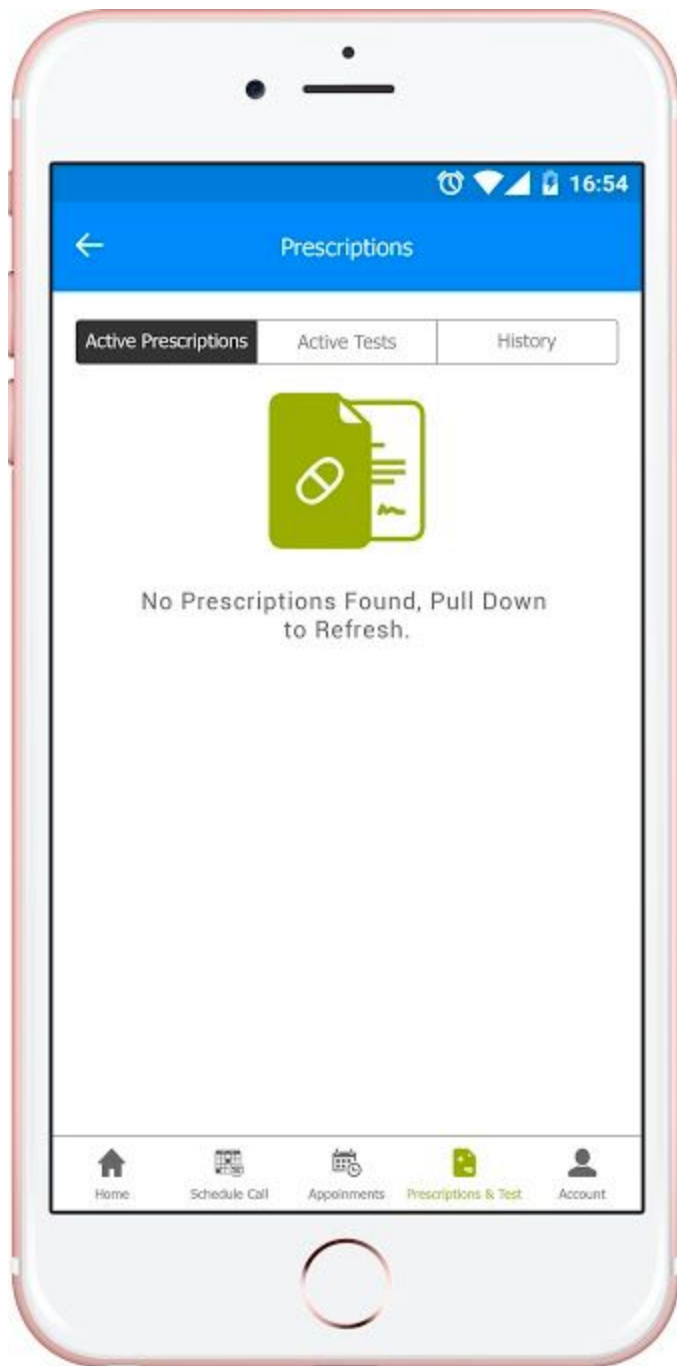 16:54
Prescriptions
Active Prescriptions
Active Tests
History
No Prescriptions Found, Pull Down
to Refresh.
Home
Schedule Call
Appoinments
Prescriptions & Test
Account